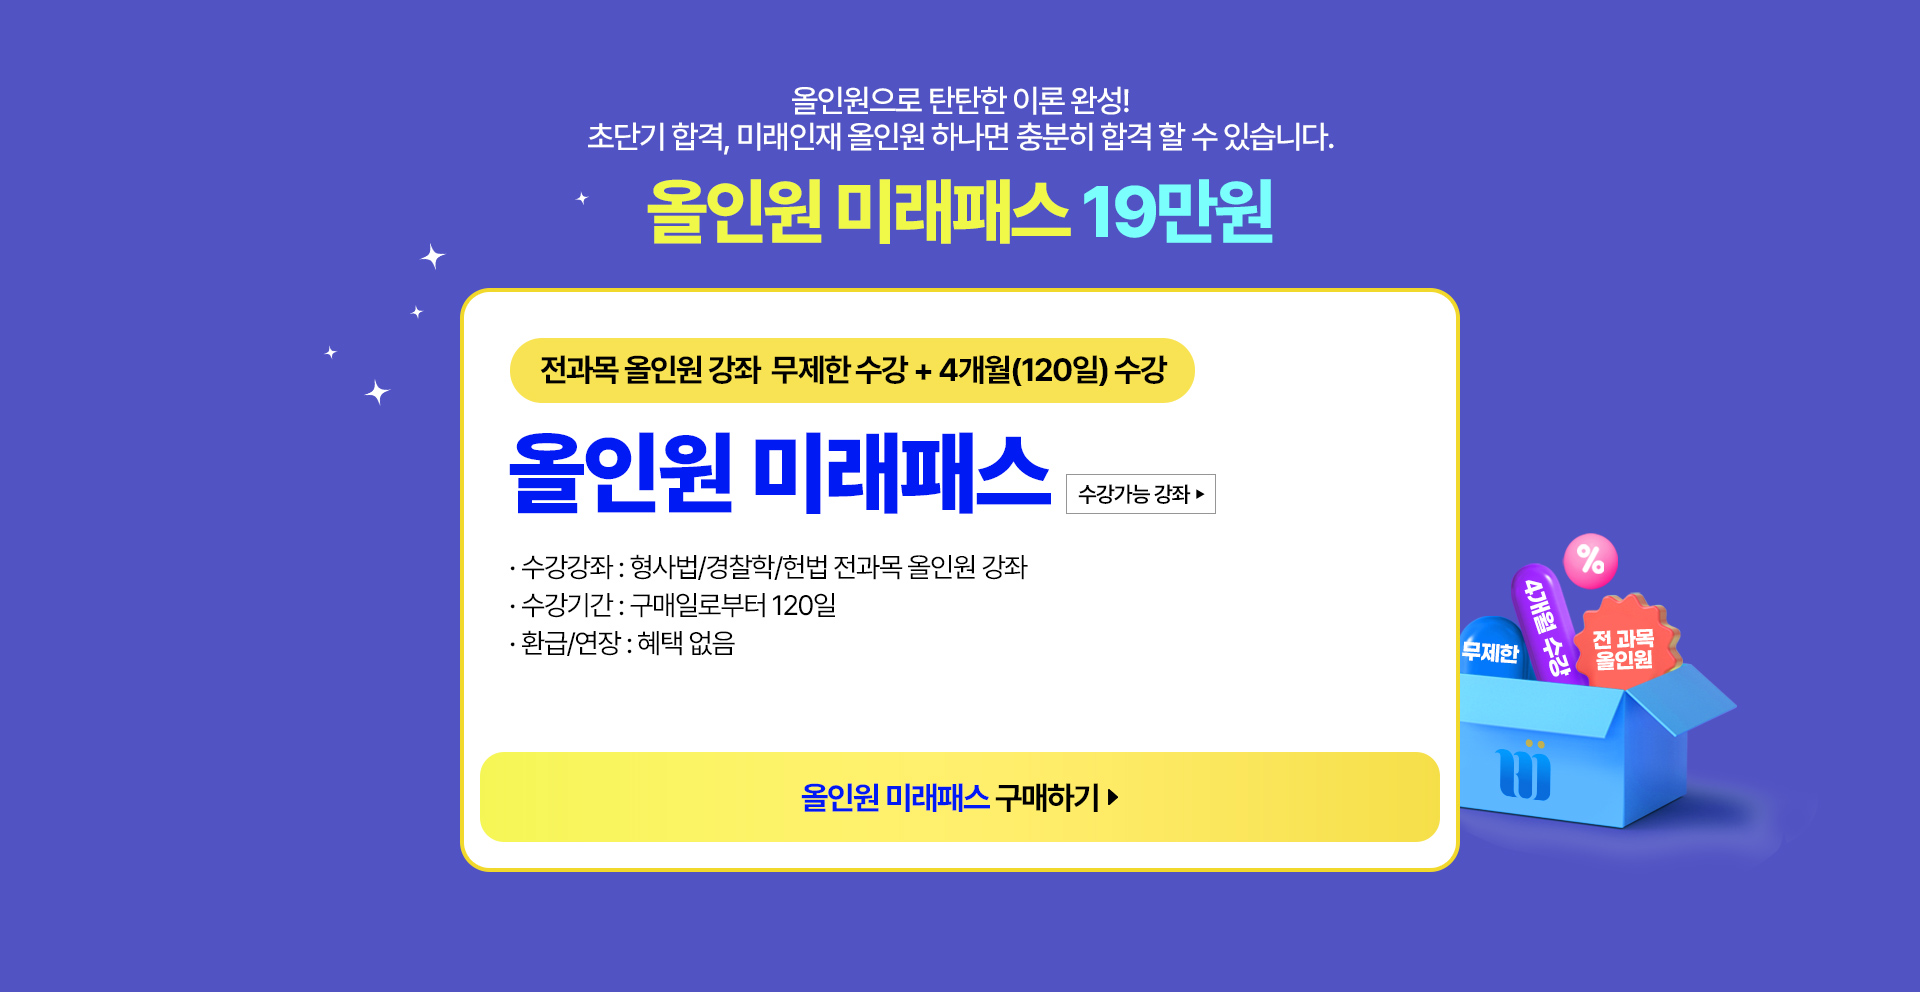 올인원으로 탄탄한 이론 완성!
초단기 합격, 미래인재 올인원 하나면 충분히 합격 할 수 있습니다.
올인원 미래패스 19만원
전과목 올인원 강좌 무제한 수강 + 4개월(120일) 수강
올인원 미래패스
수강가능 강좌 ▶
· 수강강좌 : 형사법/경찰학/헌법 전과목 올인원 강좌
· 수강기간 : 구매일로부터 120일
· 환급/연장 : 혜택 없음
%
4개월 수강
무제한
전 과목
올인원
올인원 미래패스 구매하기 ▶